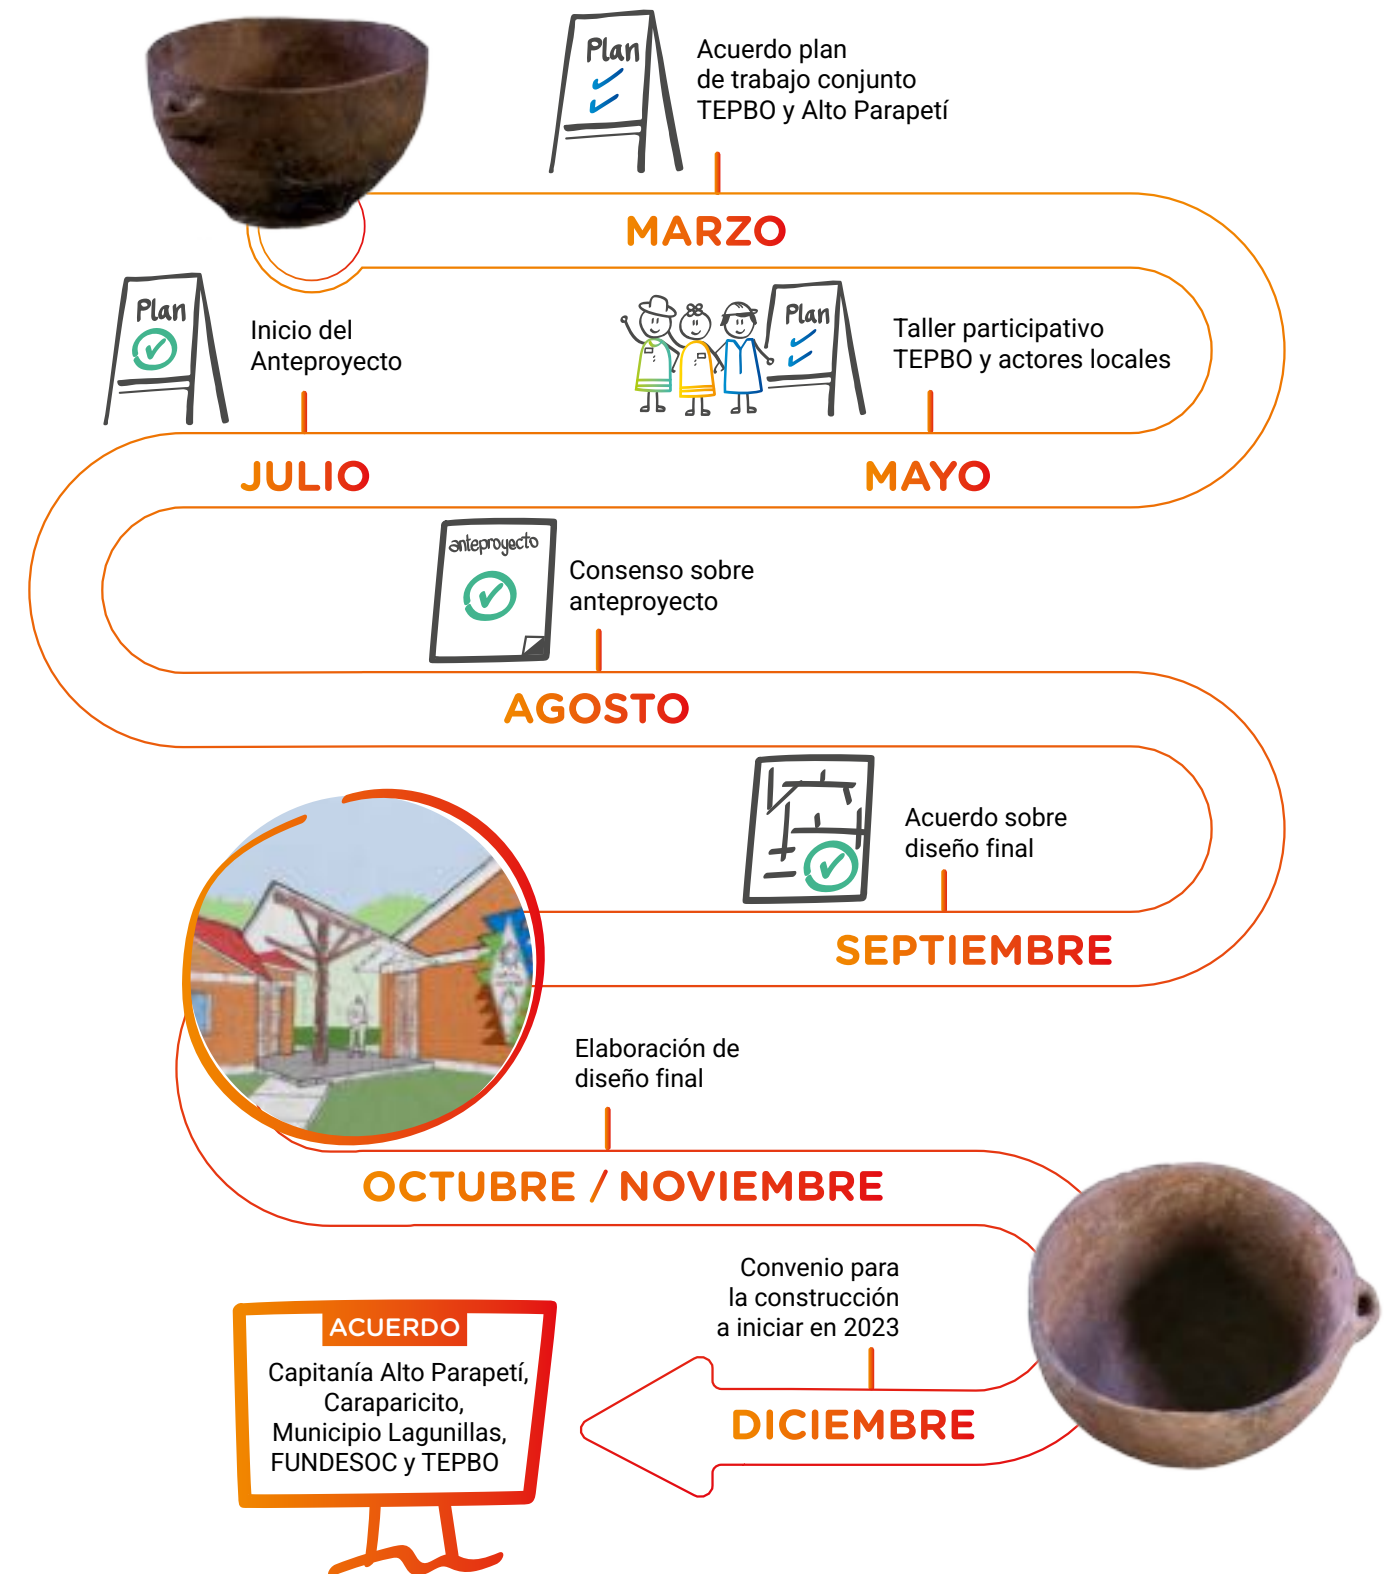 Plan
Acuerdo plan
de trabajo conjunto
TEPBO y Alto Parapetí
MARZO
Plan
Taller participativo
TEPBO y actores locales
MAYO
Plan
Inicio del
Anteproyecto
JULIO
anteproyecto
Consenso sobre
anteproyecto
AGOSTO
Acuerdo sobre
diseño final
SEPTIEMBRE
Elaboración de
diseño final
OCTUBRE / NOVIEMBRE
Convenio para
la construcción
a iniciar en 2023
DICIEMBRE
ACUERDO
Capitanía Alto Parapetí,
Caraparicito,
Municipio Lagunillas,
FUNDESOC y TEPBO